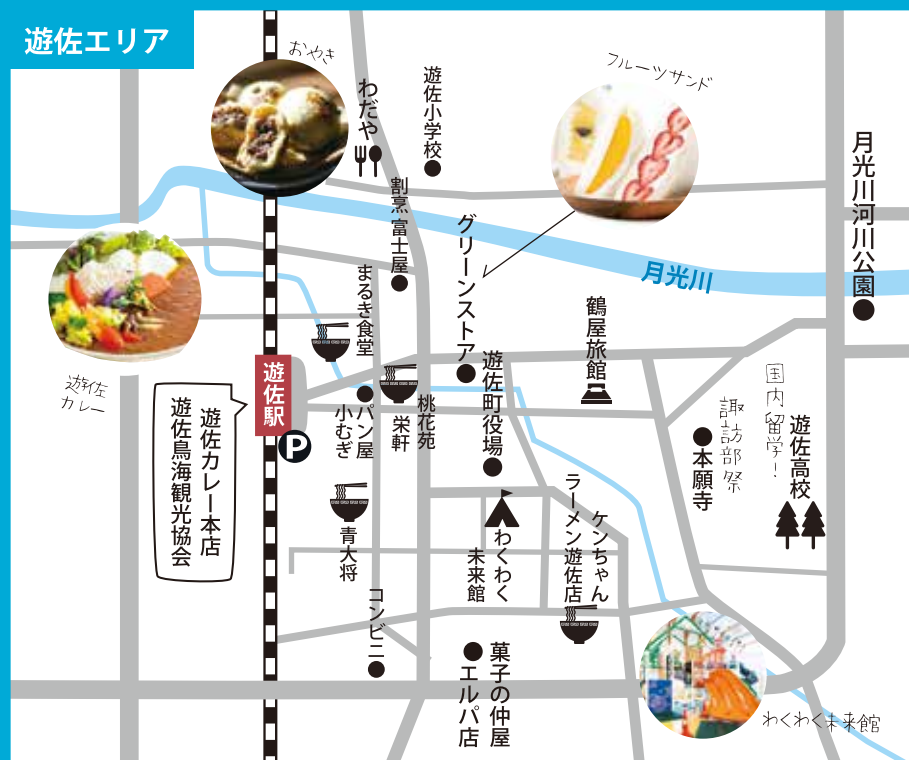 遊佐エリア
おやき
わだや
遊佐小学校
フルーツサンド
月光川河川公園
割烹 富士屋
グリーンストア
月光川
まるき食堂
鶴屋旅館
遊佐町役場
遊佐カレー
遊佐駅
P
遊佐カレー本店
遊佐鳥海観光協会
パン屋
小むぎ
桃花苑
栄軒
国内留学!
遊佐高校
諏訪部祭
本願寺
青大将
わくわく
未来館
ケンちゃん
ラーメン遊佐店
コンビニ
菓子の仲屋
エルパ店
わくわく未来館